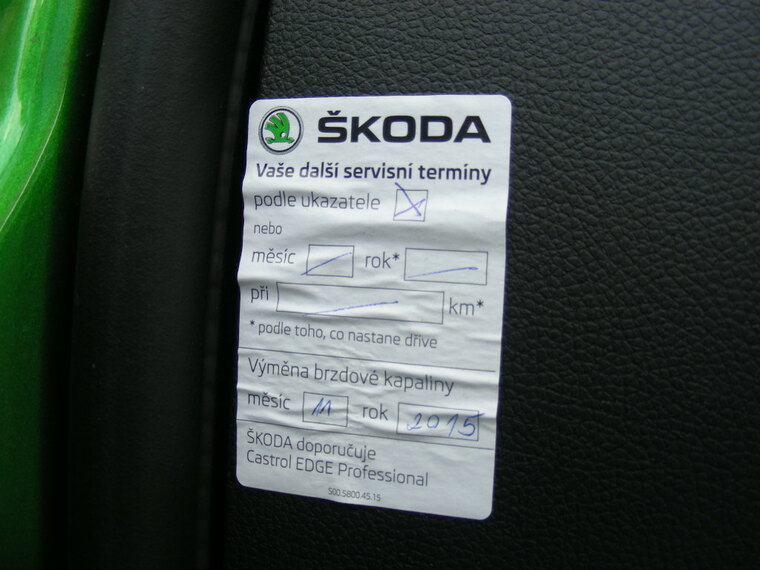 ŠKODA
Vaše další servisní termíny
podle ukazatele X
nebo
měsíc / rok* /
při / km*
* podle toho, co nastane dříve
Výměna brzdové kapaliny
měsíc 11 rok 2015
ŠKODA doporučuje
Castrol EDGE Professional
S00.5800.45.15